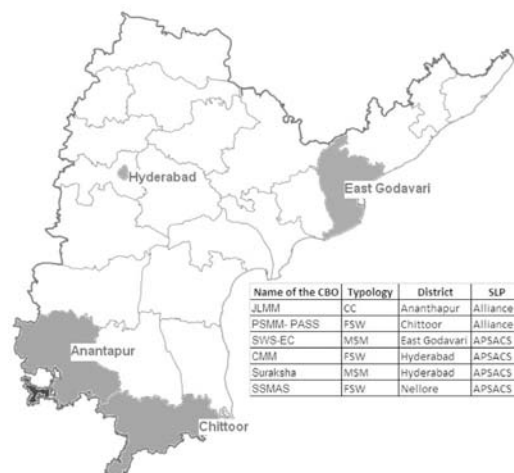 Hyderabad
East Godavari
Name of the CBO Typology District SLP
JLMM CC Ananthapur Alliance
PSMM- PASS FSW Chittoor Alliance
SWS-EC MSM East Godavari APSACS
CMM FSW Hyderabad APSACS
Suraksha MSM Hyderabad APSACS
SSMAS FSW Nellore APSACS
Anantapur
Chittoor